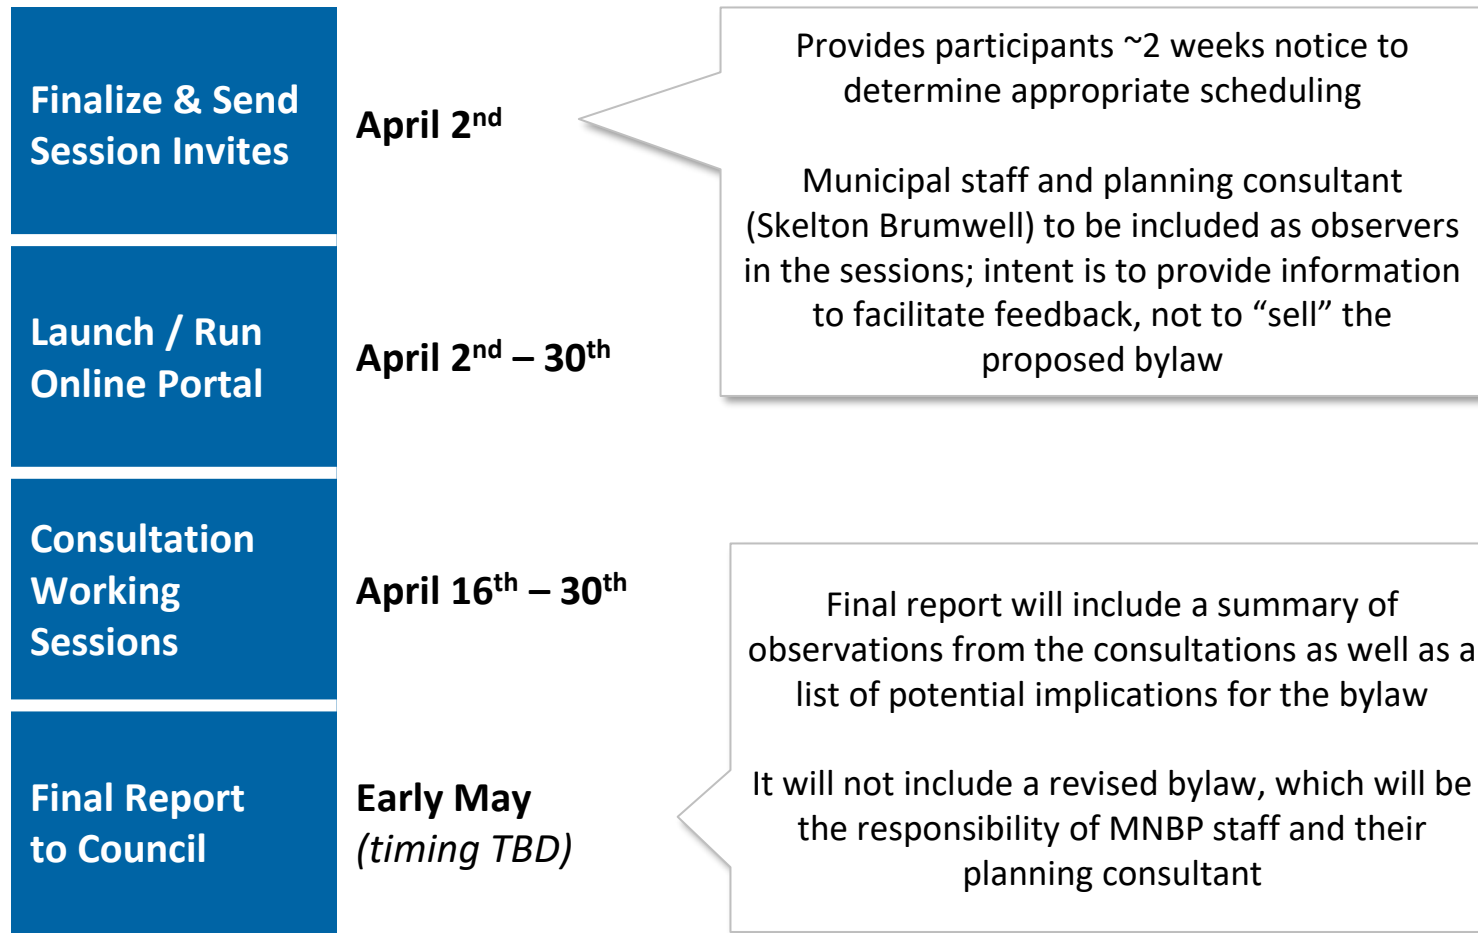 Finalize & Send
Session Invites
April 2nd
Provides participants ~2 weeks notice to
determine appropriate scheduling
Municipal staff and planning consultant
(Skelton Brumwell) to be included as observers
in the sessions; intent is to provide information
to facilitate feedback, not to “sell” the
proposed bylaw
Launch / Run
Online Portal
April 2nd – 30th
Consultation
Working
Sessions
April 16th – 30th
Final Report
to Council
Early May
(timing TBD)
Final report will include a summary of
observations from the consultations as well as a
list of potential implications for the bylaw
It will not include a revised bylaw, which will be
the responsibility of MNBP staff and their
planning consultant